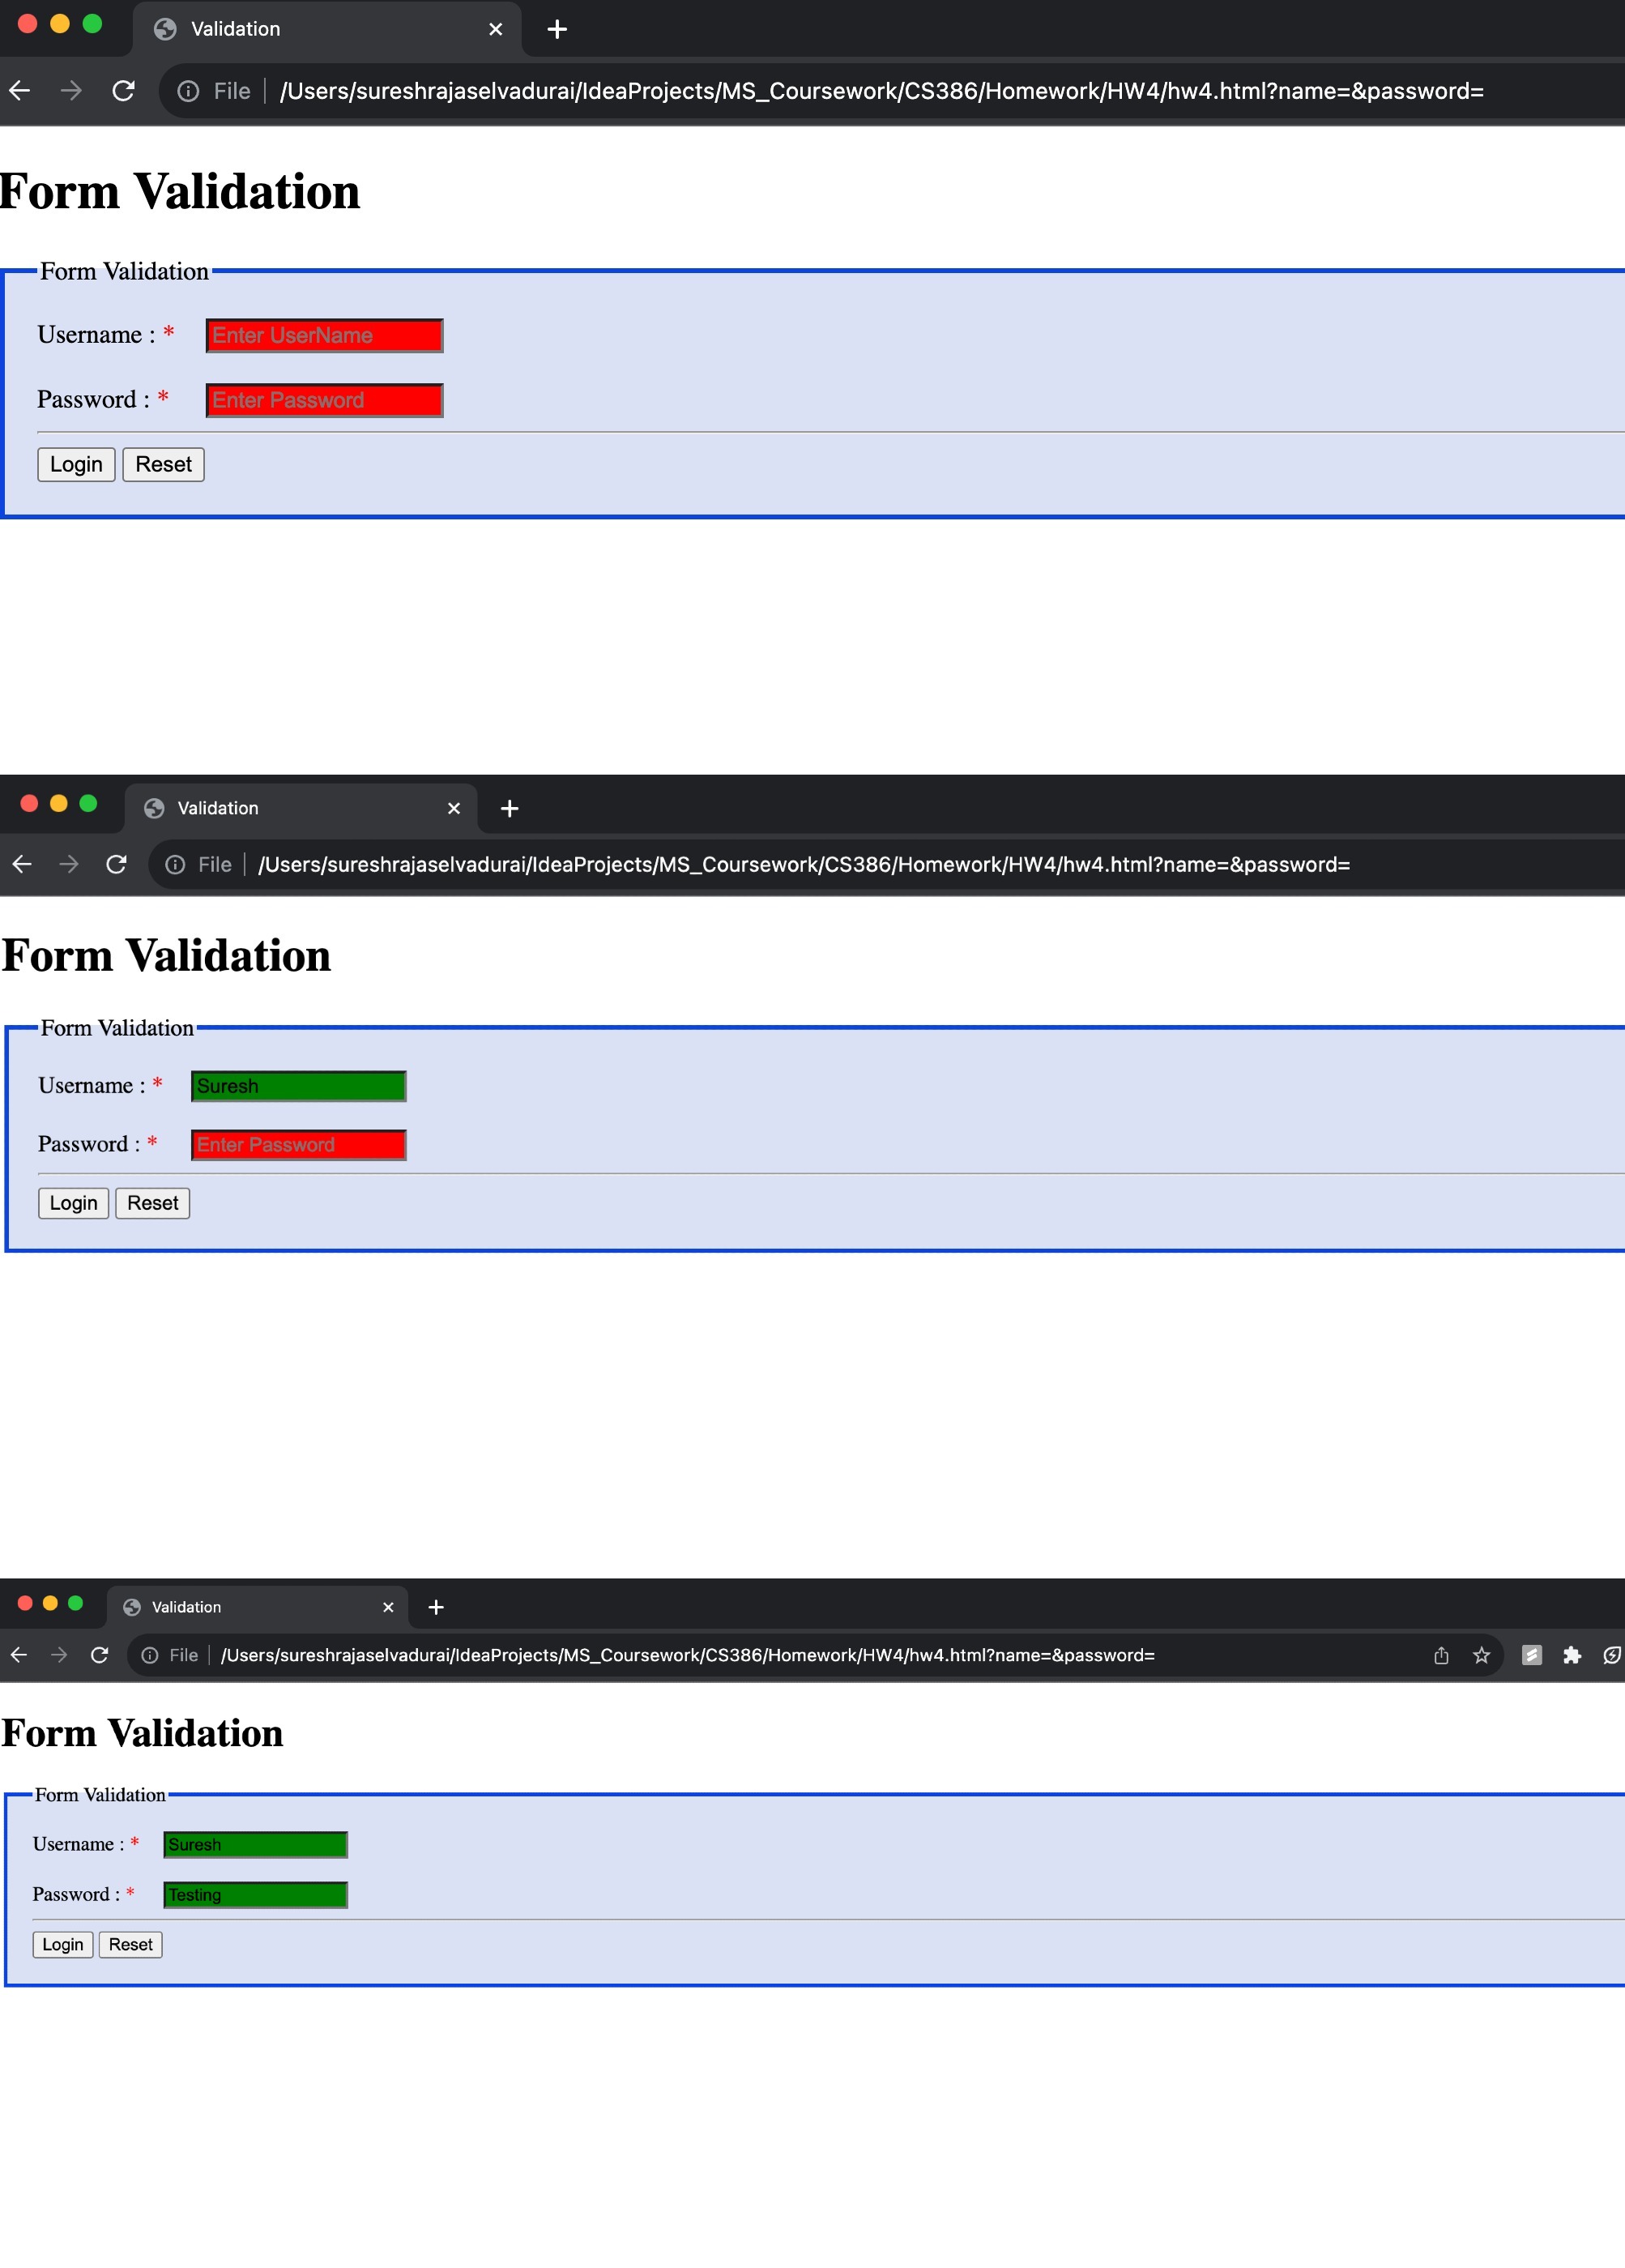 Validation
File /Users/sureshrajaselvadurai/IdeaProjects/MS_Coursework/CS386/Homework/HW4/hw4.html?name=&password=
Form Validation
Form Validation
Username : * Enter UserName
Password : * Enter Password
Login Reset
Validation
File /Users/sureshrajaselvadurai/IdeaProjects/MS_Coursework/CS386/Homework/HW4/hw4.html?name=&password=
Form Validation
Form Validation
Username : * Suresh
Password : * Enter Password
Login Reset
Validation
File /Users/sureshrajaselvadurai/IdeaProjects/MS_Coursework/CS386/Homework/HW4/hw4.html?name=&password=
Form Validation
Form Validation
Username : * Suresh
Password : * Testing
Login Reset